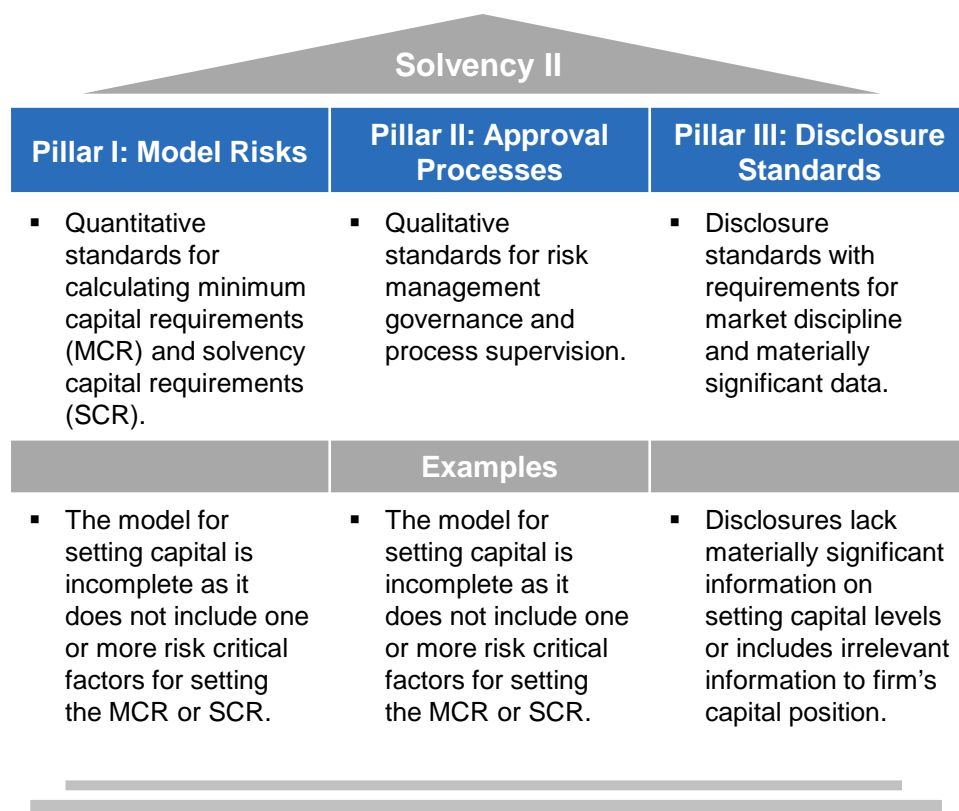 Solvency II
Pillar I: Model Risks
Pillar II: Approval
Processes
Pillar III: Disclosure
Standards
▪ Quantitative
standards for
calculating minimum
capital requirements
(MCR) and solvency
capital requirements
(SCR).
▪ Qualitative
standards for risk
management
governance and
process supervision.
▪ Disclosure
standards with
requirements for
market discipline
and materially
significant data.
Examples
▪ The model for
setting capital is
incomplete as it
does not include one
or more risk critical
factors for setting
the MCR or SCR.
▪ The model for
setting capital is
incomplete as it
does not include one
or more risk critical
factors for setting
the MCR or SCR.
▪ Disclosures lack
materially significant
information on
setting capital levels
or includes irrelevant
information to firm's
capital position.